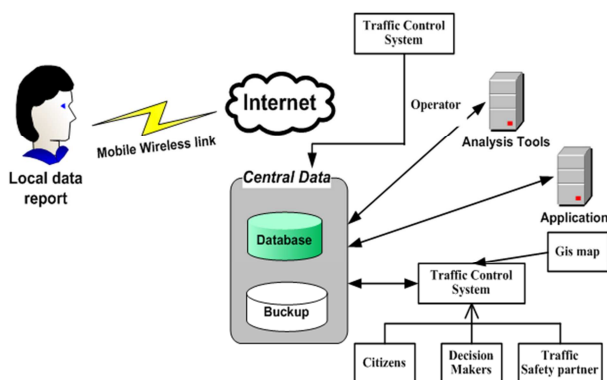 Traffic Control
System
Internet
Operator
Mobile Wireless link
Analysis Tools
Local data
report
Central Data
Application
Database
Gis map
Traffic Control
System
Buckup
Citizens
Decision
Makers
Traffic
Safety partner